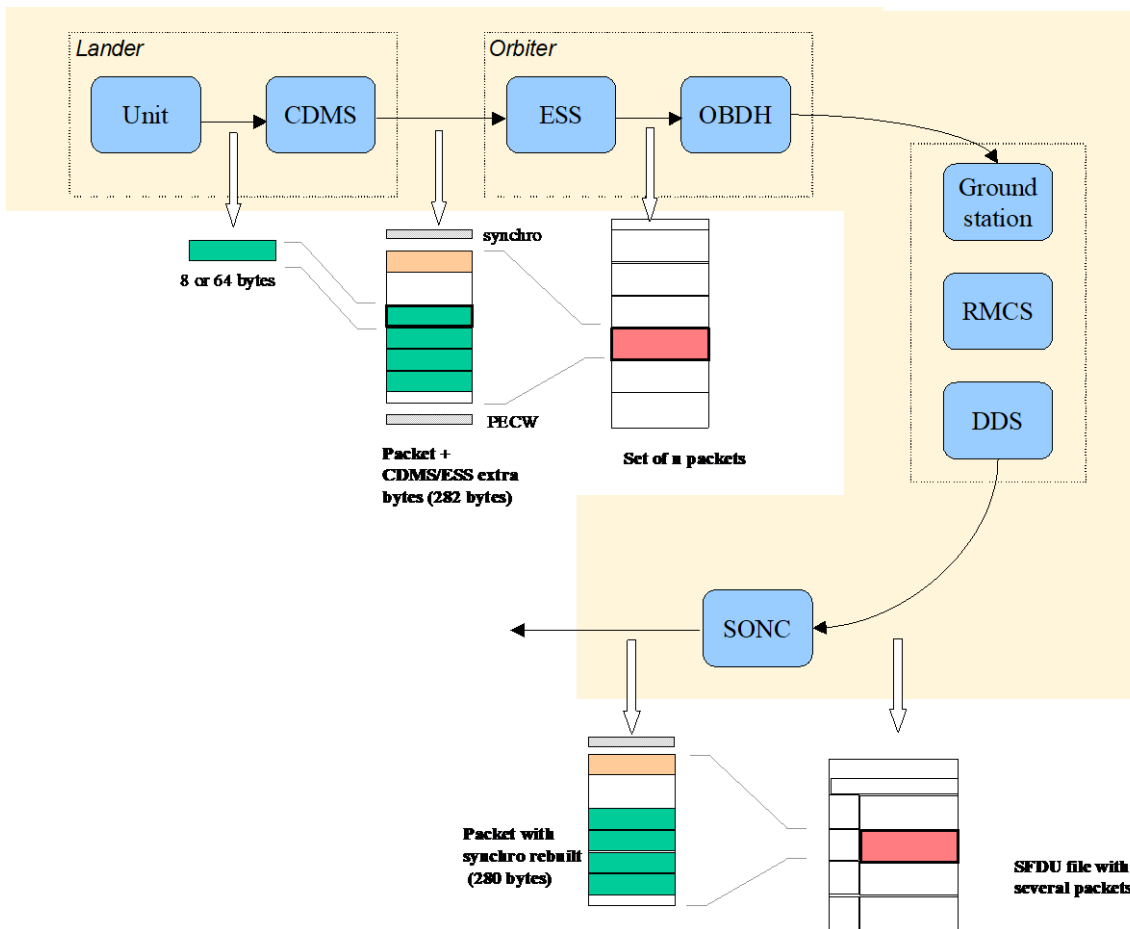 Lander
Orbiter
Unit
CDMS
ESS
OBDH
Ground
station
RMCS
DDS
synchro
8 or 64 bytes
PECW
Packet +
CDMS/ESS extra
bytes (282 bytes)
Set of n packets
SONC
Packet with
synchro rebuilt
(280 bytes)
SFDU file with
several packets